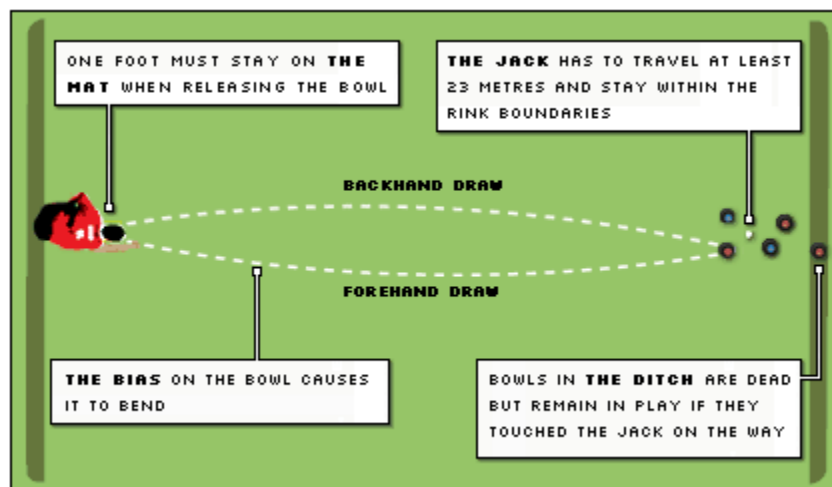 ONE FOOT MUST STAY ON THE
MAT WHEN RELEASING THE BOWL
THE JACK HAS TO TRAVEL AT LEAST
23 METRES AND STAY WITHIN THE
RINK BOUNDARIES
BACKHAND DRAW
FOREHAND DRAW
THE BIAS ON THE BOWL CAUSES
IT TO BEND
BOWLS IN THE DITCH ARE DEAD
BUT REMAIN IN PLAY IF THEY
TOUCHED THE JACK ON THE WAY